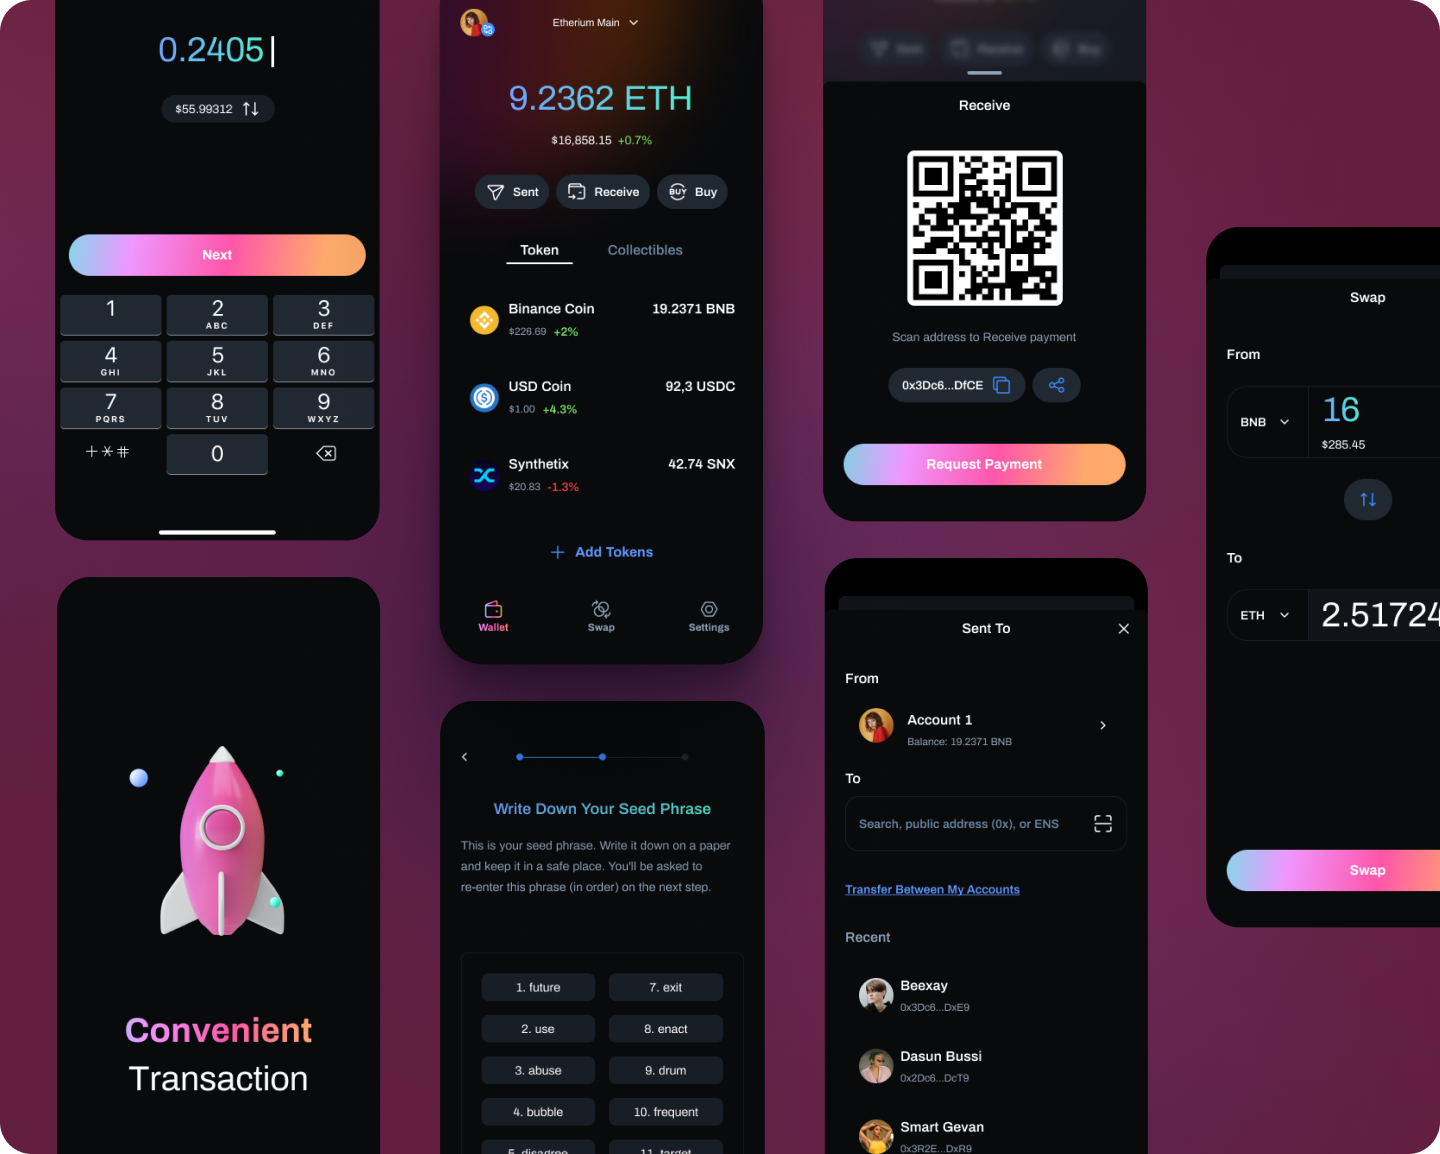 0.2405
$55.99312
Next
1
2
ABC
3
DEF
4
GHI
5
JKL
6
MNO
7
PQRS
8
TUV
9
WXYZ
+*#
0
Convenient
Transaction
Etherium Main
9.2362 ETH
$16,858.15 +0.7%
Sent
Receive
BUY
Buy
Token
Collectibles
Binance Coin
19.2371 BNB
$226.69 +2%
USD Coin
92,3 USDC
$1.00 +4.3%
Synthetix
42.74 SNX
$20.83 -1.3%
Add Tokens
Wallet
Swap
Settings
Write Down Your Seed Phrase
This is your seed phrase. Write it down on a paper
and keep it in a safe place. You'll be asked to
re-enter this phrase (in order) on the next step.
1. future
7. exit
2. use
8. enact
3. abuse
9. drum
4. bubble
10. frequent
5. disagree
11. target
Sent
Receive
Buy
Receive
Scan address to Receive payment
0x3Dc6...DfCE
Request Payment
Sent To
From
Account 1
Balance: 19.2371 BNB
To
Search, public address (0x), or ENS
Transfer Between My Accounts
Recent
Beexay
0x3Dc6...DxE9
Dasun Bussi
0x2Dc6...DcT9
Smart Gevan
0x3R2E...DxR9
Swap
From
BNB
16
$285.45
To
ETH
2.51724
Swap